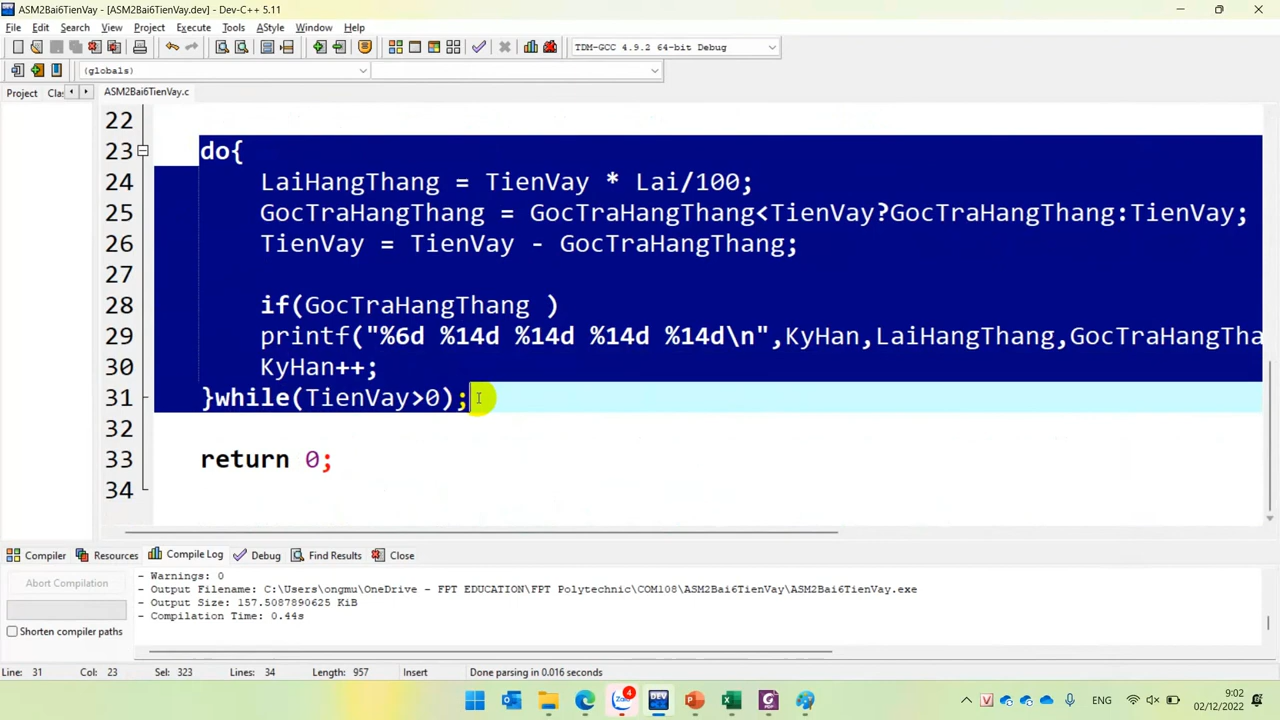 ASM2Bai6TienVay - [ASM2Bai6TienVay.dev] - Dev-C++ 5.11
File Edit Search View Project Execute Tools AStyle Window Help
TDM-GCC 4.9.2 64-bit Debug
(globals)
Project Cla: ASM2Bai6TienVay.c
22
23 do{
24 LaiHangThang = TienVay * Lai/100;
25 GocTraHangThang = GocTraHangThang<TienVay?GocTraHangThang:TienVay;
26 TienVay = TienVay - GocTraHangThang;
27
28 if(GocTraHangThang )
29 printf("%6d %14d %14d %14d %14d\n",KyHan,LaiHangThang,GocTraHangTha
30 KyHan++;
31 }while(TienVay>0);
32
33 return 0;
34
Compiler Resources Compile Log Debug Find Results Close
Abort Compilation
Shorten compiler paths
- Warnings: 0
- Output Filename: C:\Users\ongmu\OneDrive - FPT EDUCATION\FPT Polytechnic\COM108\ASM2Bai6TienVay\ASM2Bai6TienVay.exe
- Output Size: 157.5087890625 KiB
- Compilation Time: 0.44s
Line: 31 Col: 23 Sel: 323 Lines: 34 Length: 957 Insert Done parsing in 0.016 seconds
Zalo 4 DEV V ENG 9:02
02/12/2022